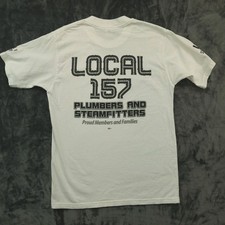 LOCAL
157
PLUMBERS AND
STEAMFITTERS
Proud Members and Families